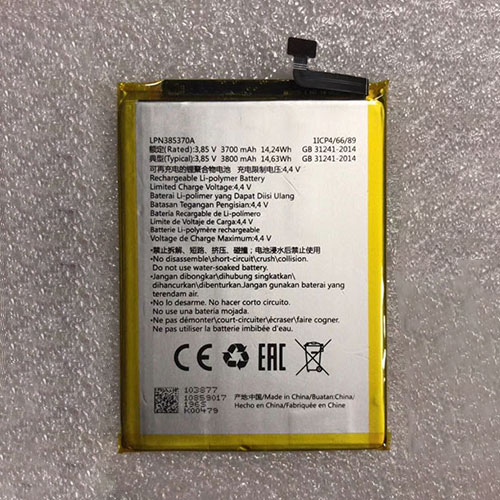 LPN385370A 1ICP4/66/89
额定(Rated):3,85 V 3700 mAh 14,24Wh GB 31241-2014
典型(Typical):3,85 V 3800 mAh 14,63Wh GB 31241-2014
可再充电的锂聚合物电池 充电限制电压:4,4 V
Rechargeable Li-polymer Battery
Limited Charge Voltage:4,4 V
Baterai Li-polimer yang Dapat Diisi Ulang
Batasan Tegangan Pengisian:4,4 V
Batería Recargable de Li-polímero
Límite de Voltaje de Carga:4,4 V
Batterie Li-polymère rechargeable
Voltage de Charge Maximum:4,4 V
•禁止拆解、短路、挤压、碰撞；电池浸水后禁用！
•No disassemble\short-circuit\crush\collision.
Do not use water-soaked battery.
•Jangan dibongkar\dihubung singkatkan\
dihancurkan\dibenturkan.Jangan gunakan baterai yang
terendam air.
•No lo desarme. No hacer corto circuito.
No use una batería mojada.
•Ne pas démonter\court-circuiter\écraser\faire cogner.
Ne pas utiliser la batterie imbibée d'eau.
CE EAC
103877
10859017
1965
K00479
产地:中国/Made in China/Buatan:China/
Hecho en China/Fabriquée en Chine